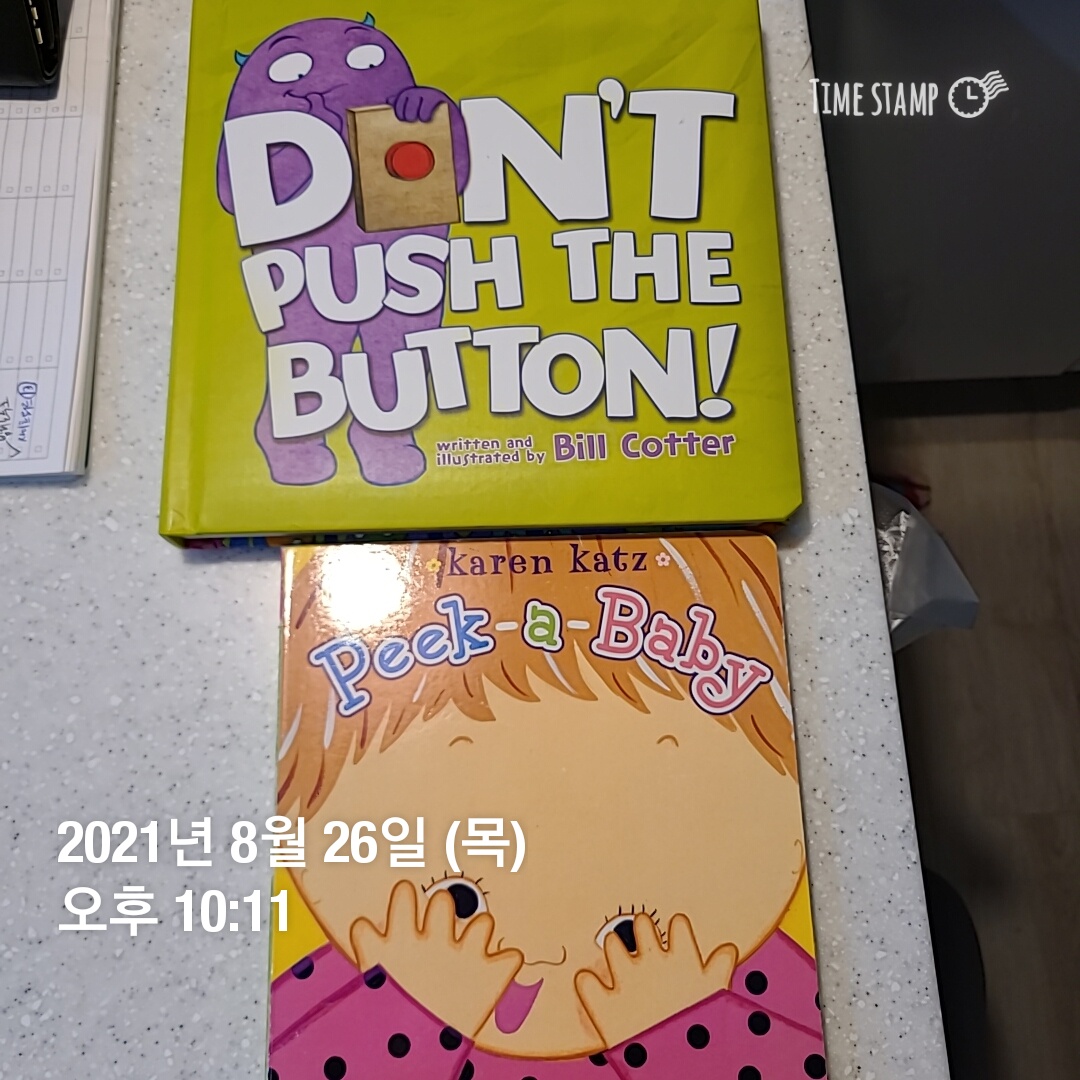 TIME STAMP
DON'T
PUSH THE
BUTTON!
written and
illustrated by Bill Cotter
karen katz
Peek-a-Baby
2021년 8월 26일 (목)
오후 10:11